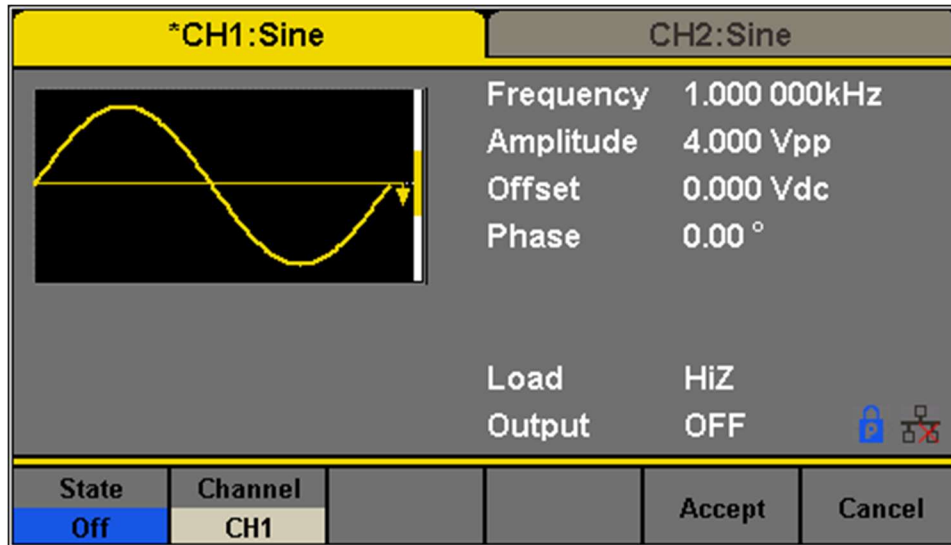 *CH1:Sine CH2:Sine
Frequency 1.000 000kHz
Amplitude 4.000 Vpp
Offset 0.000 Vdc
Phase 0.00 °
Load HiZ
Output OFF
P
State Channel Accept Cancel
Off CH1